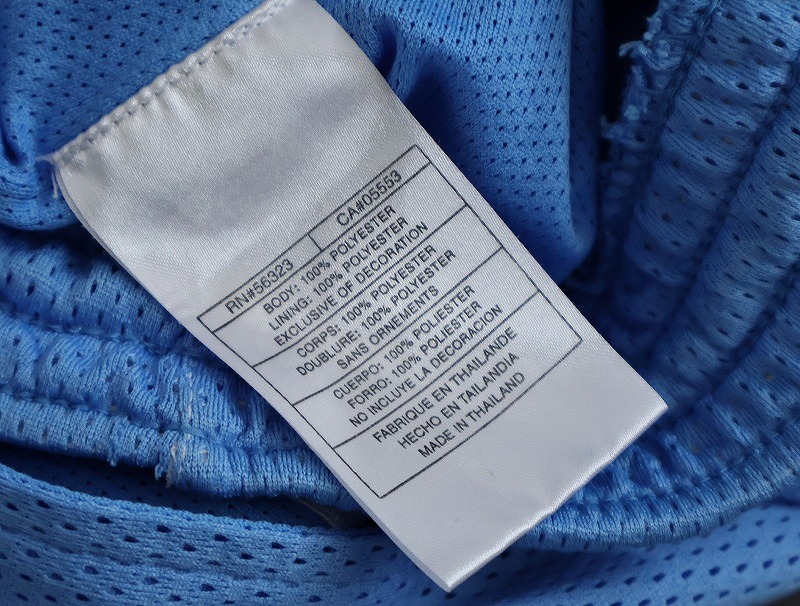 RN#56323 CA#05553
BODY: 100% POLYESTER
LINING: 100% POLYESTER
EXCLUSIVE OF DECORATION
CORPS: 100% POLYESTER
DOUBLURE: 100% POLYESTER
SANS ORNEMENTS
CUERPO: 100% POLIESTER
FORRO: 100% POLIESTER
NO INCLUYE LA DECORACION
FABRIQUE EN THAILANDE
HECHO EN TAILANDIA
MADE IN THAILAND